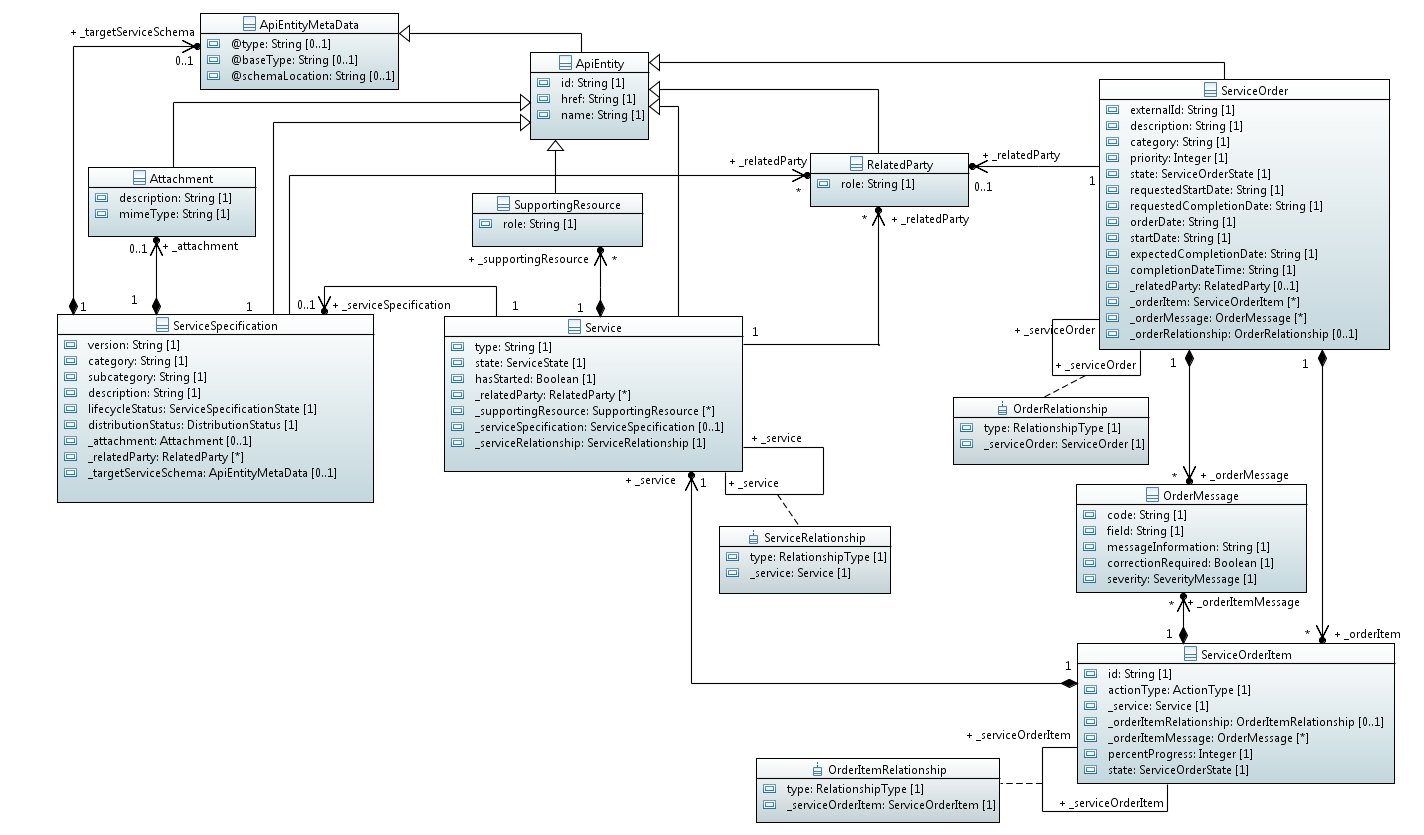 ApiEntityMetaData
@type: String [0..1]
@baseType: String [0..1]
@schemaLocation: String [0..1]
+ _targetServiceSchema
0..1
ApiEntity
id: String [1]
href: String [1]
name: String [1]
ServiceOrder
externalId: String [1]
description: String [1]
category: String [1]
priority: Integer [1]
state: ServiceOrderState [1]
requestedStartDate: String [1]
requestedCompletionDate: String [1]
orderDate: String [1]
startDate: String [1]
expectedCompletionDate: String [1]
completionDateTime: String [1]
_relatedParty: RelatedParty [0..1]
_orderItem: ServiceOrderItem [*]
_orderMessage: OrderMessage [*]
_orderRelationship: OrderRelationship [0..1]
+ _relatedParty
*
RelatedParty
role: String [1]
+ _relatedParty
0..1
1
* + _relatedParty
Attachment
description: String [1]
mimeType: String [1]
0..1 + _attachment
1
1
1
SupportingResource
role: String [1]
+ _supportingResource *
1
0..1 + _serviceSpecification
1
ServiceSpecification
version: String [1]
category: String [1]
subcategory: String [1]
description: String [1]
lifecycleStatus: ServiceSpecificationState [1]
distributionStatus: DistributionStatus [1]
_attachment: Attachment [0..1]
_relatedParty: RelatedParty [*]
_targetServiceSchema: ApiEntityMetaData [0..1]
Service
type: String [1]
state: ServiceState [1]
hasStarted: Boolean [1]
_relatedParty: RelatedParty [*]
_supportingResource: SupportingResource [*]
_serviceSpecification: ServiceSpecification [0..1]
_serviceRelationship: ServiceRelationship [1]
1
+ _service
+ _service
+ _service 1
ServiceRelationship
type: RelationshipType [1]
_service: Service [1]
+ _serviceOrder
+ _serviceOrder
1
1
OrderRelationship
type: RelationshipType [1]
_serviceOrder: ServiceOrder [1]
* + _orderMessage
OrderMessage
code: String [1]
field: String [1]
messageInformation: String [1]
correctionRequired: Boolean [1]
severity: SeverityMessage [1]
* + _orderItemMessage
1
* + _orderItem
ServiceOrderItem
id: String [1]
actionType: ActionType [1]
_service: Service [1]
_orderItemRelationship: OrderItemRelationship [0..1]
_orderItemMessage: OrderMessage [*]
percentProgress: Integer [1]
state: ServiceOrderState [1]
1
+ _serviceOrderItem
+ _serviceOrderItem
OrderItemRelationship
type: RelationshipType [1]
_serviceOrderItem: ServiceOrderItem [1]